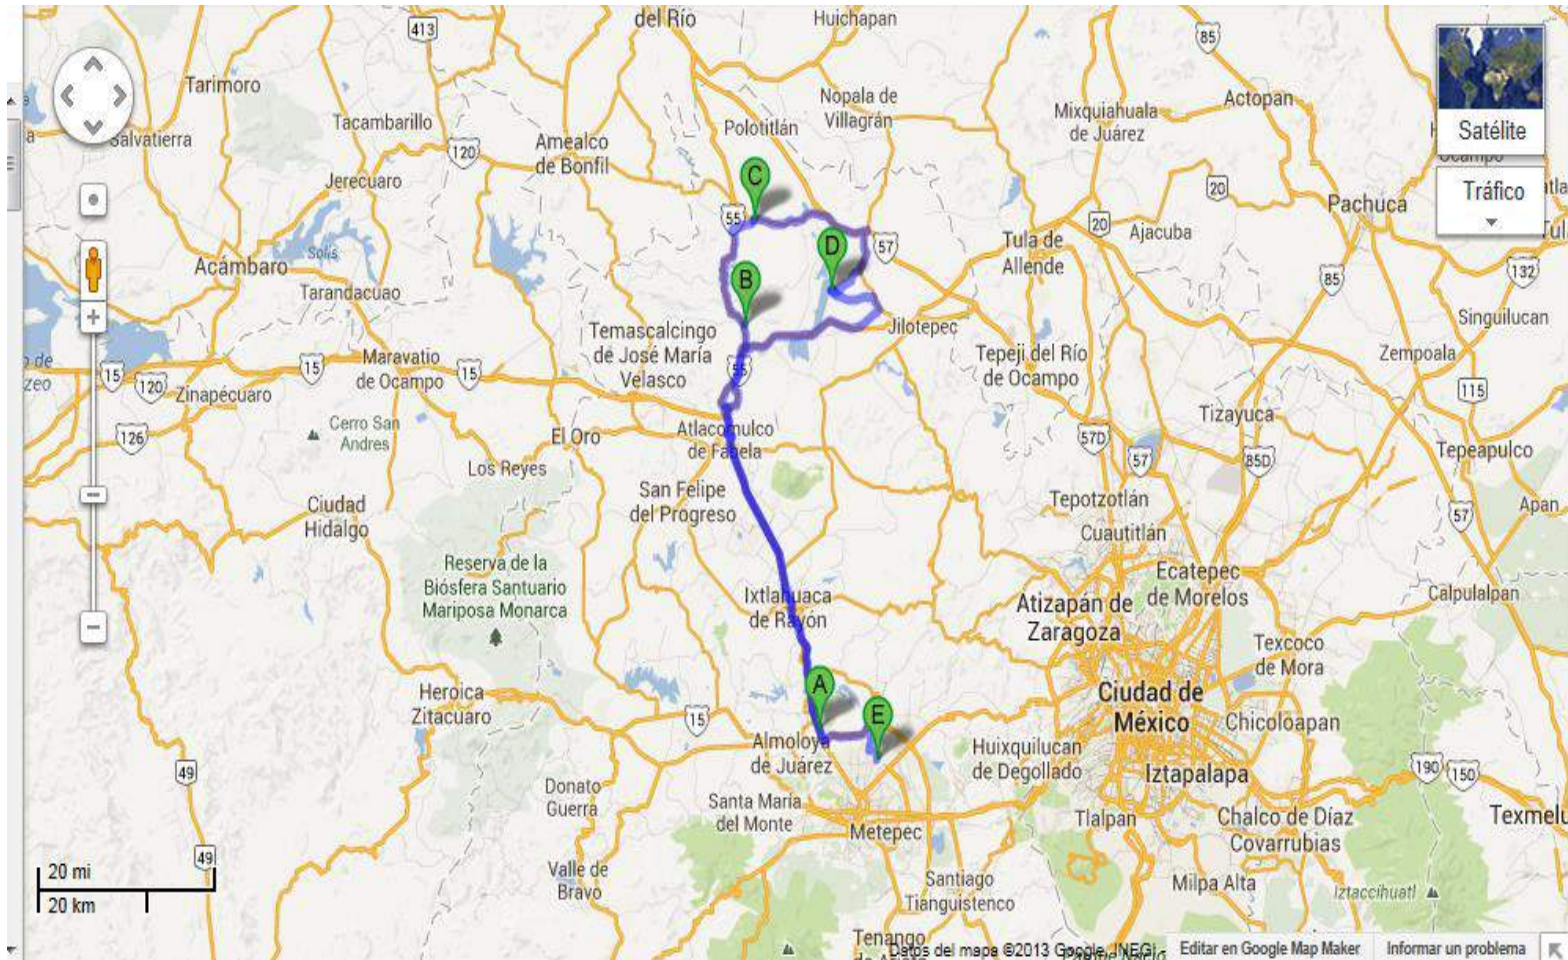 413
del Río
Huichapan
85
Tarimoro
Salvatierra
Tacambarillo
120
Amealco
de Bonfil
Polotitlán
Nopala de
Villagrán
Mixquiahuala
de Juárez
Actopan
Satélite
Tráfico
Jerecuaro
C
55
20
Pachuca
Solís
Acámbaro
Tarandacuao
B
D
57
Tula de
Allende
20
Ajacuba
85
132
Temascalcingo
de José María
Velasco
Jilotepec
Singuilucan
Tepeji del Río
de Ocampo
Zempoala
15
120
Zinapécuaro
15
Maravatio
de Ocampo
15
55
115
Tizayuca
126
Cerro San
Andres
El Oro
Atlacomulco
de Fabela
57D
57
85D
Tepeapulco
Los Reyes
Ciudad
Hidalgo
San Felipe
del Progreso
Tepotzotlán
Cuautitlán
57
Apan
Reserva de la
Biósfera Santuario
Mariposa Monarca
Ixtlahuaca
de Rayón
Ecatepec
de Morelos
Atizapán de
Zaragoza
Calpulalpan
Texcoco
de Mora
Heroica
Zitacuaro
15
A
E
Ciudad de
México
Chicoloapan
Almoloya
de Juárez
Huixquilucan
de Degollado
Iztapalapa
190
150
49
Donato
Guerra
Santa María
del Monte
Metepec
Tlalpan
Chalco de Díaz
Covarrubias
Texmelu
49
Valle de
Bravo
Santiago
Tianguistenco
Milpa Alta
Iztaccíhuatl
20 mi
20 km
Tenango
Datos del mapa ©2013 Google, INEGI -
Editar en Google Map Maker
Informar un problema